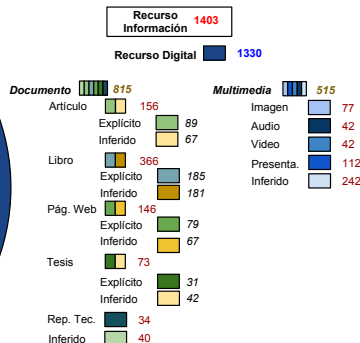 Recurso Información 1403
Recurso Digital 1330
Documento 815
Artículo 156
Explícito 89
Inferido 67
Libro 366
Explícito 185
Inferido 181
Pág. Web 146
Explícito 79
Inferido 67
Tesis 73
Explícito 31
Inferido 42
Rep. Tec. 34
Inferido 40
Multimedia 515
Imagen 77
Audio 42
Video 42
Presenta. 112
Inferido 242